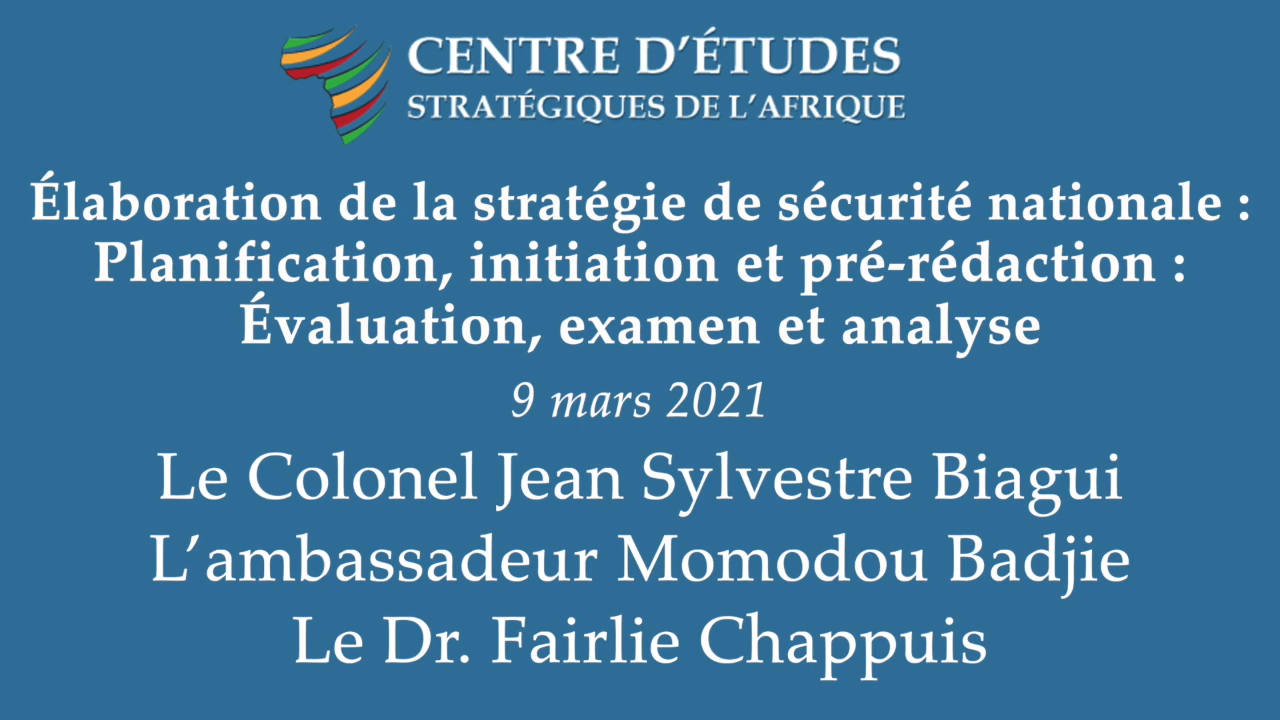 CENTRE D'ÉTUDES
STRATÉGIQUES DE L'AFRIQUE
Élaboration de la stratégie de sécurité nationale :
Planification, initiation et pré-rédaction :
Évaluation, examen et analyse
9 mars 2021
Le Colonel Jean Sylvestre Biagui
L'ambassadeur Momodou Badjie
Le Dr. Fairlie Chappuis